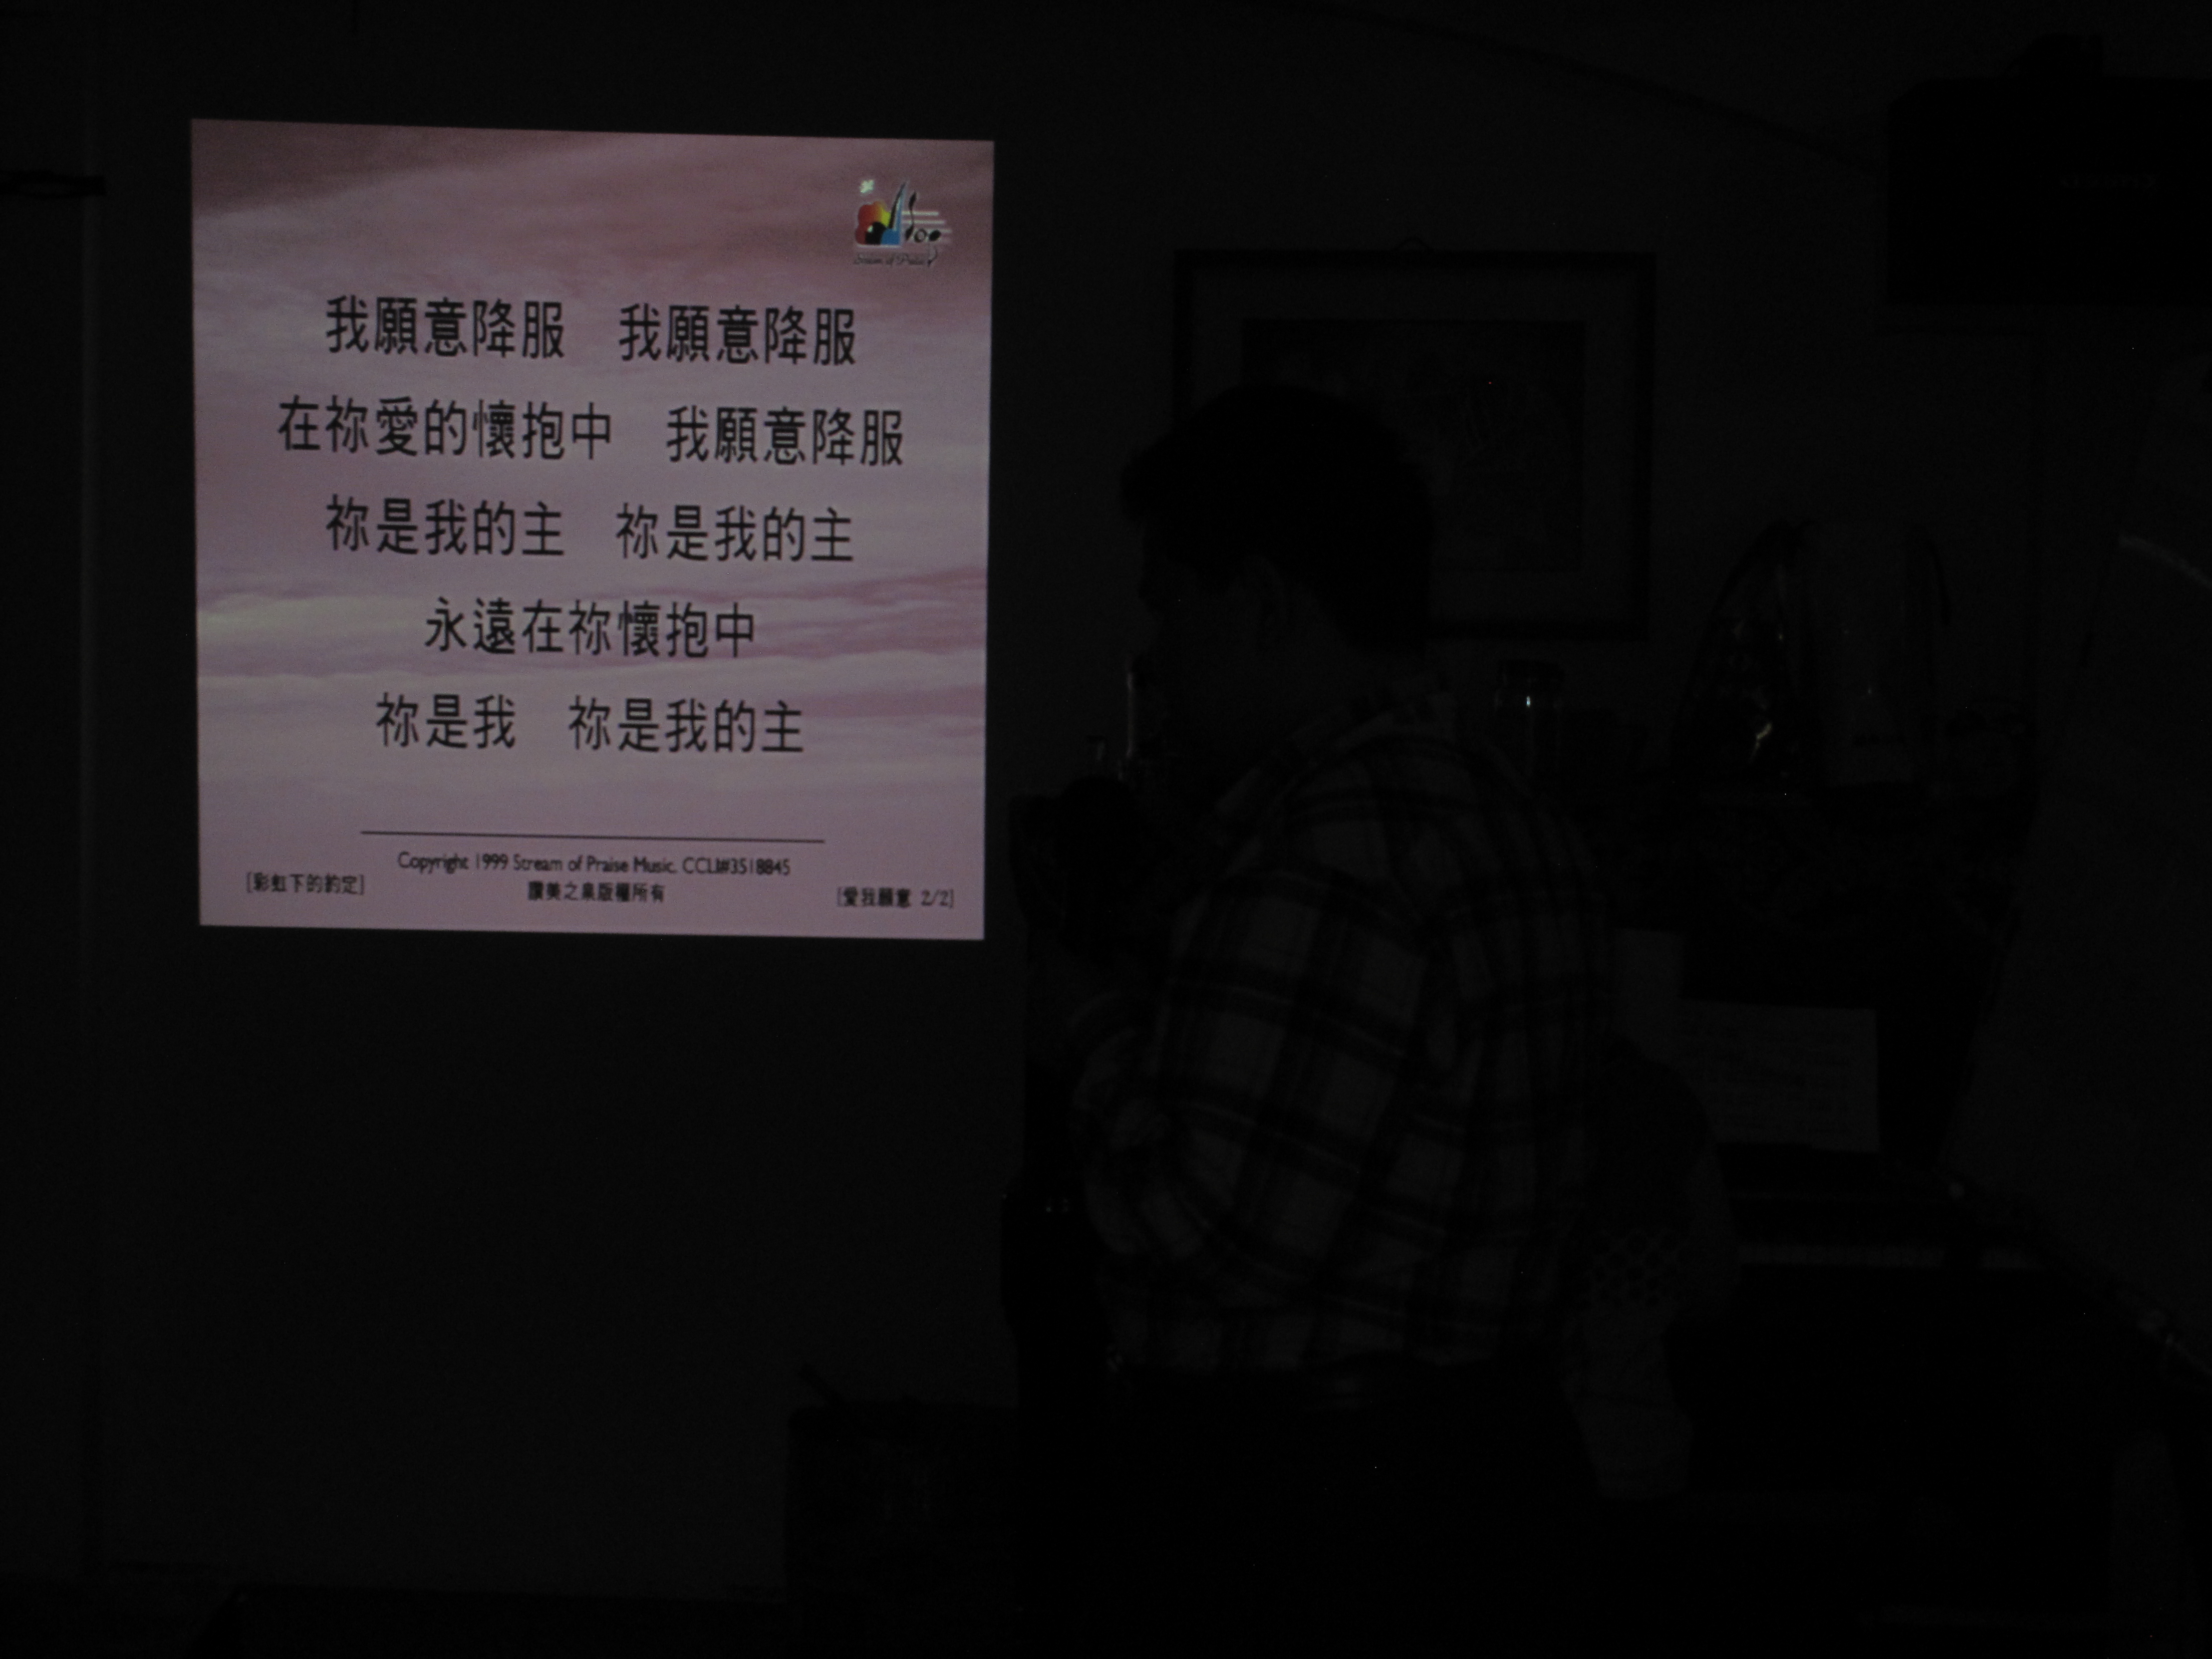 Stream of Praise
我願意降服 我願意降服
在祢愛的懷抱中 我願意降服
祢是我的主 祢是我的主
永遠在祢懷抱中
祢是我 祢是我的主
Copyright 1999 Stream of Praise Music. CCLI#3518845
讚美之泉版權所有
[彩虹下的約定]
[愛我願意 2/2]